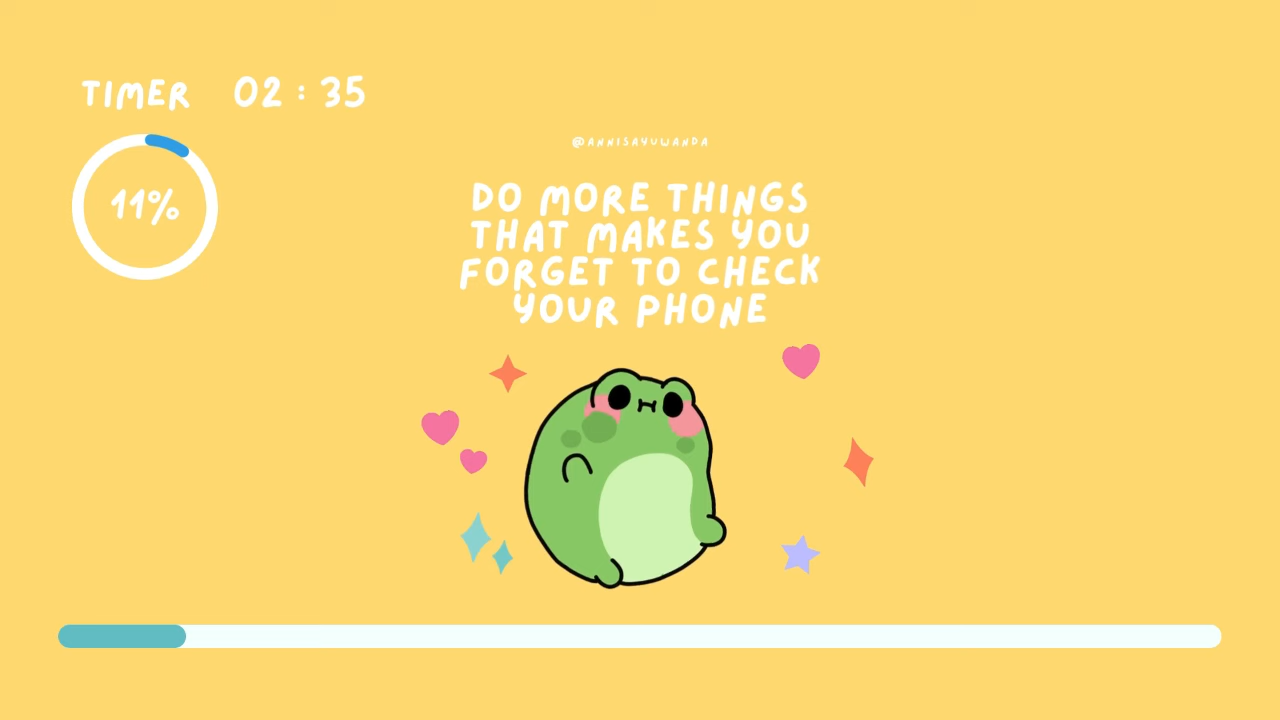 TIMER 02 : 35
11%
@ANNISAYUWANDA
DO MORE THINGS
THAT MAKES YOU
FORGET TO CHECK
YOUR PHONE